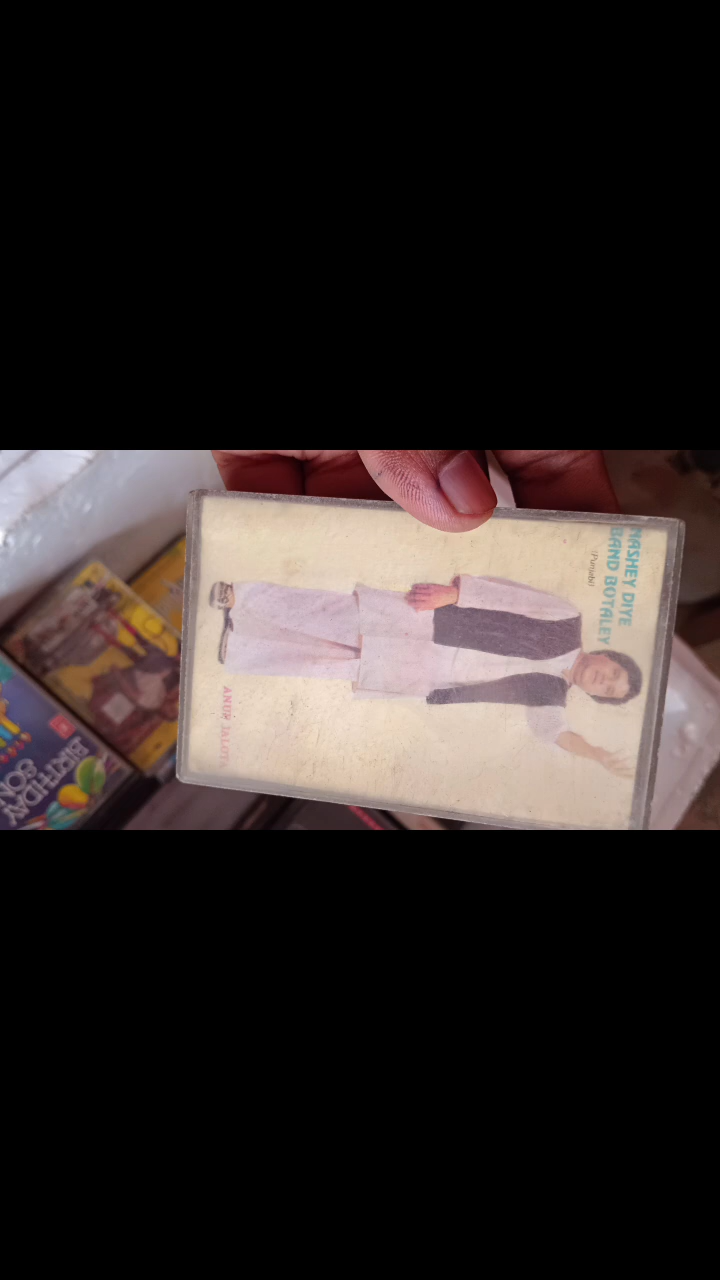 NASHEY DIYE
BAND BOTALEY
(Punjabi)
ANUP JALOTA
BIRTHDAY
SON